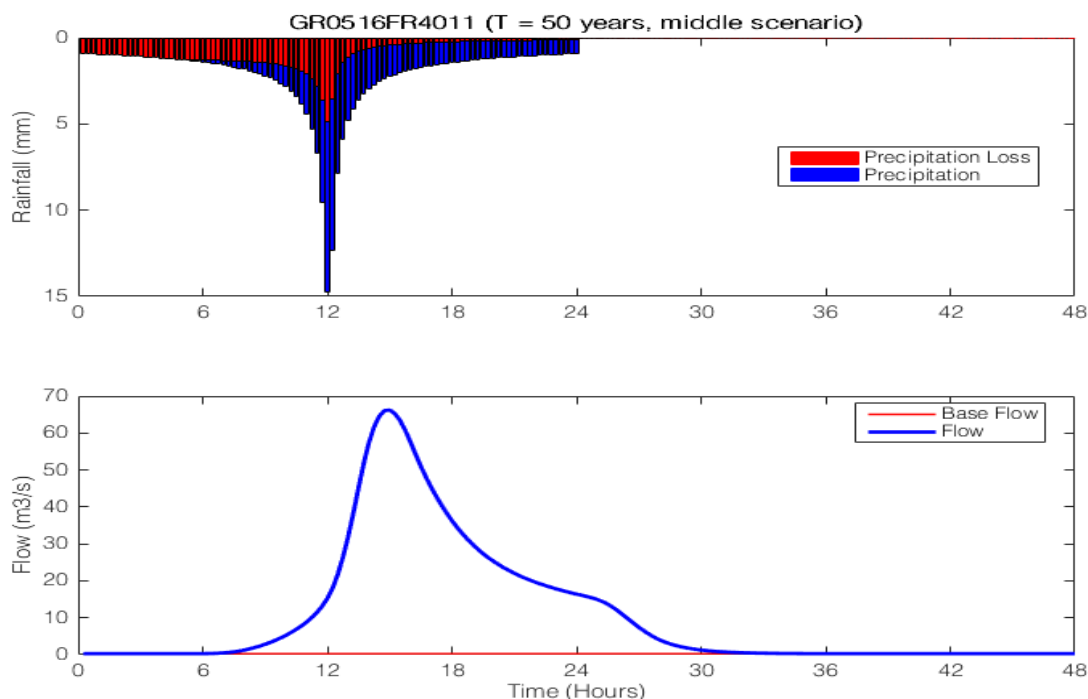 GR0516FR4011 (T = 50 years, middle scenario)
0
5
10
15
Rainfall (mm)
Precipitation Loss
Precipitation
0 6 12 18 24 30 36 42 48
70
60
50
40
30
20
10
0
Flow (m3/s)
Base Flow
Flow
0 6 12 18 24 30 36 42 48
Time (Hours)